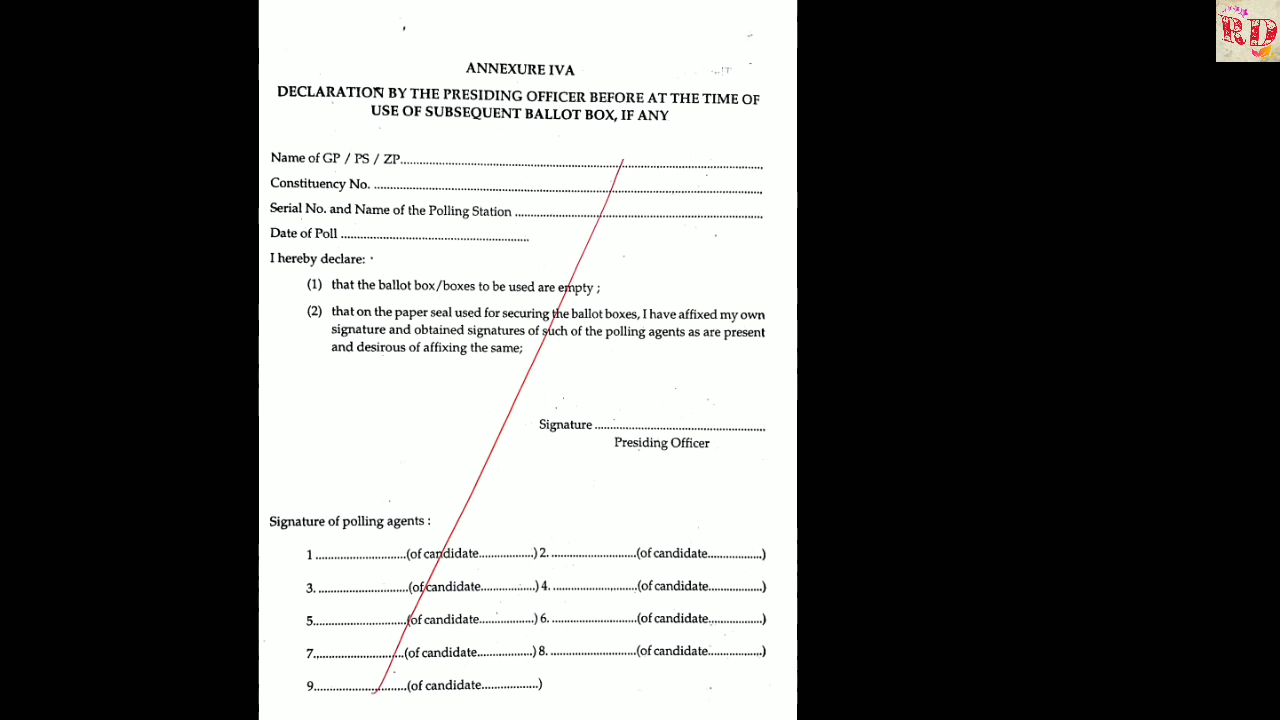 RD
ANNEXURE IVA
DECLARATION BY THE PRESIDING OFFICER BEFORE AT THE TIME OF
USE OF SUBSEQUENT BALLOT BOX, IF ANY
Name of GP / PS / ZP..........
Constituency No. ..........
Serial No. and Name of the Polling Station ..........
Date of Poll ..........
I hereby declare:
(1) that the ballot box/boxes to be used are empty ;
(2) that on the paper seal used for securing the ballot boxes, I have affixed my own
signature and obtained signatures of such of the polling agents as are present
and desirous of affixing the same;
Signature ..........
Presiding Officer
Signature of polling agents :
1 ..........(of candidate..........) 2. ..........(of candidate..........)
3. ..........(of candidate..........) 4. ..........(of candidate..........)
5...........(of candidate..........) 6. ..........(of candidate..........)
7...........(of candidate..........) 8. ..........(of candidate..........)
9...........(of candidate..........)